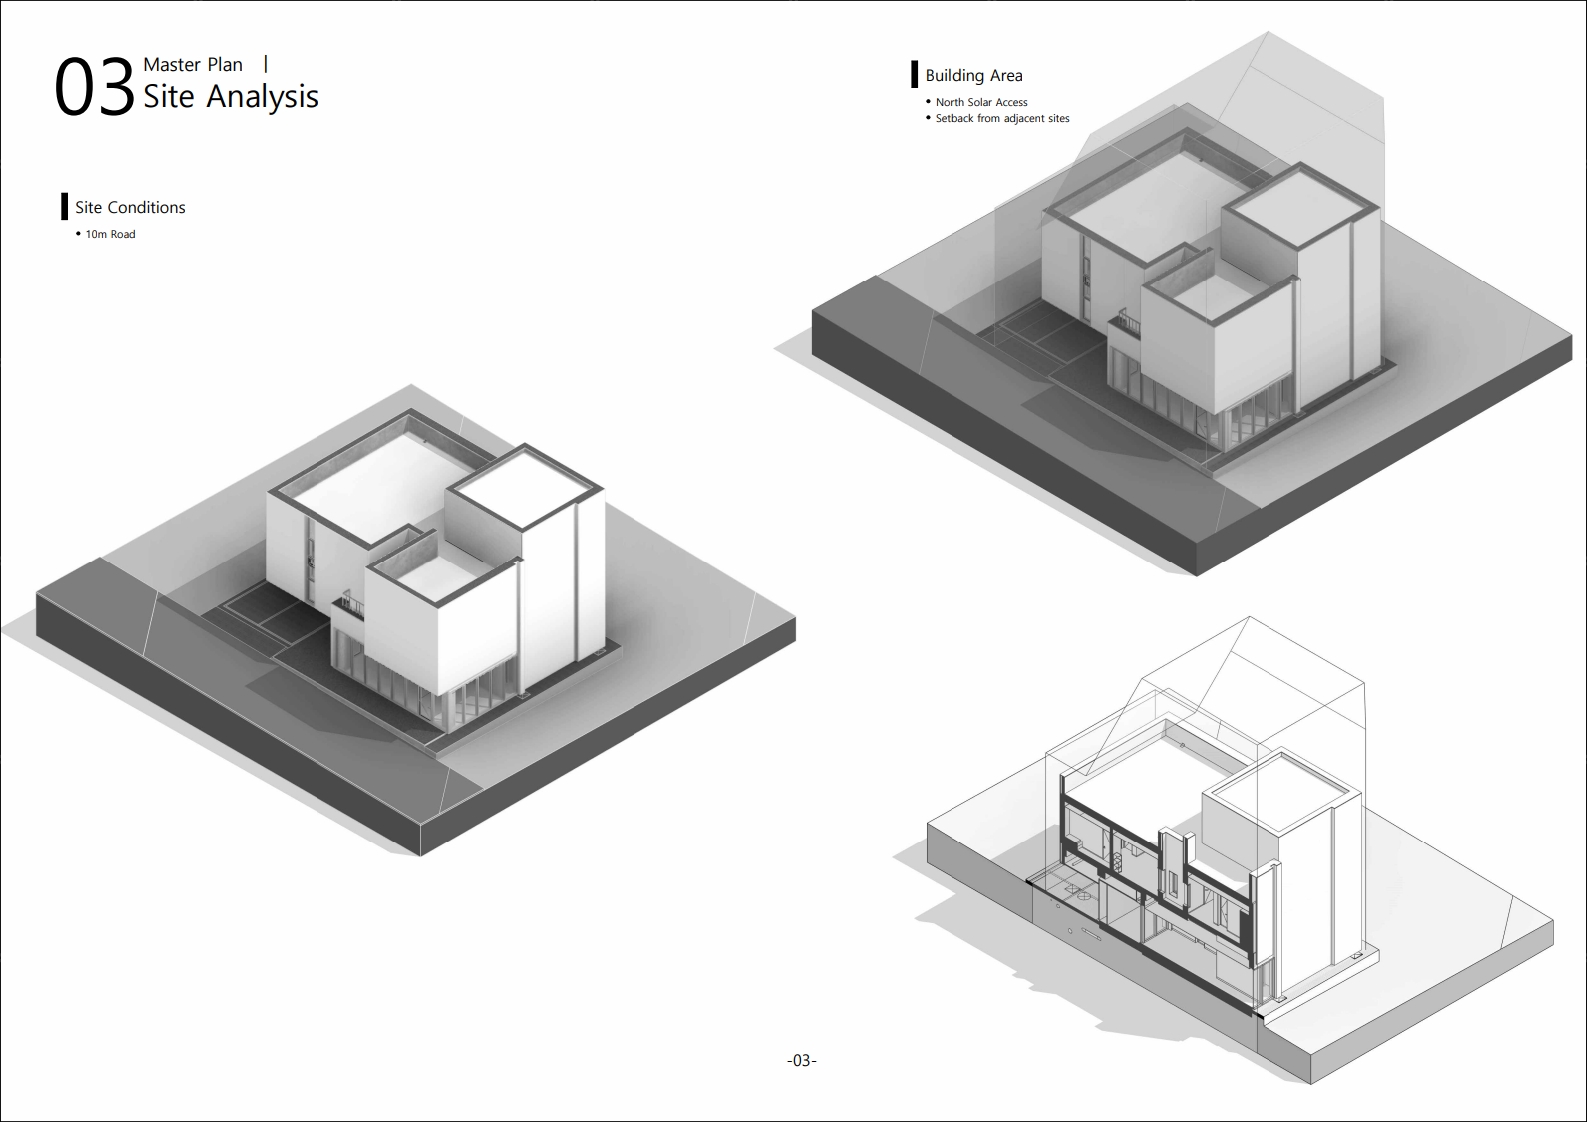 03
Master Plan |
Site Analysis
Site Conditions
• 10m Road
Building Area
• North Solar Access
• Setback from adjacent sites
-03-